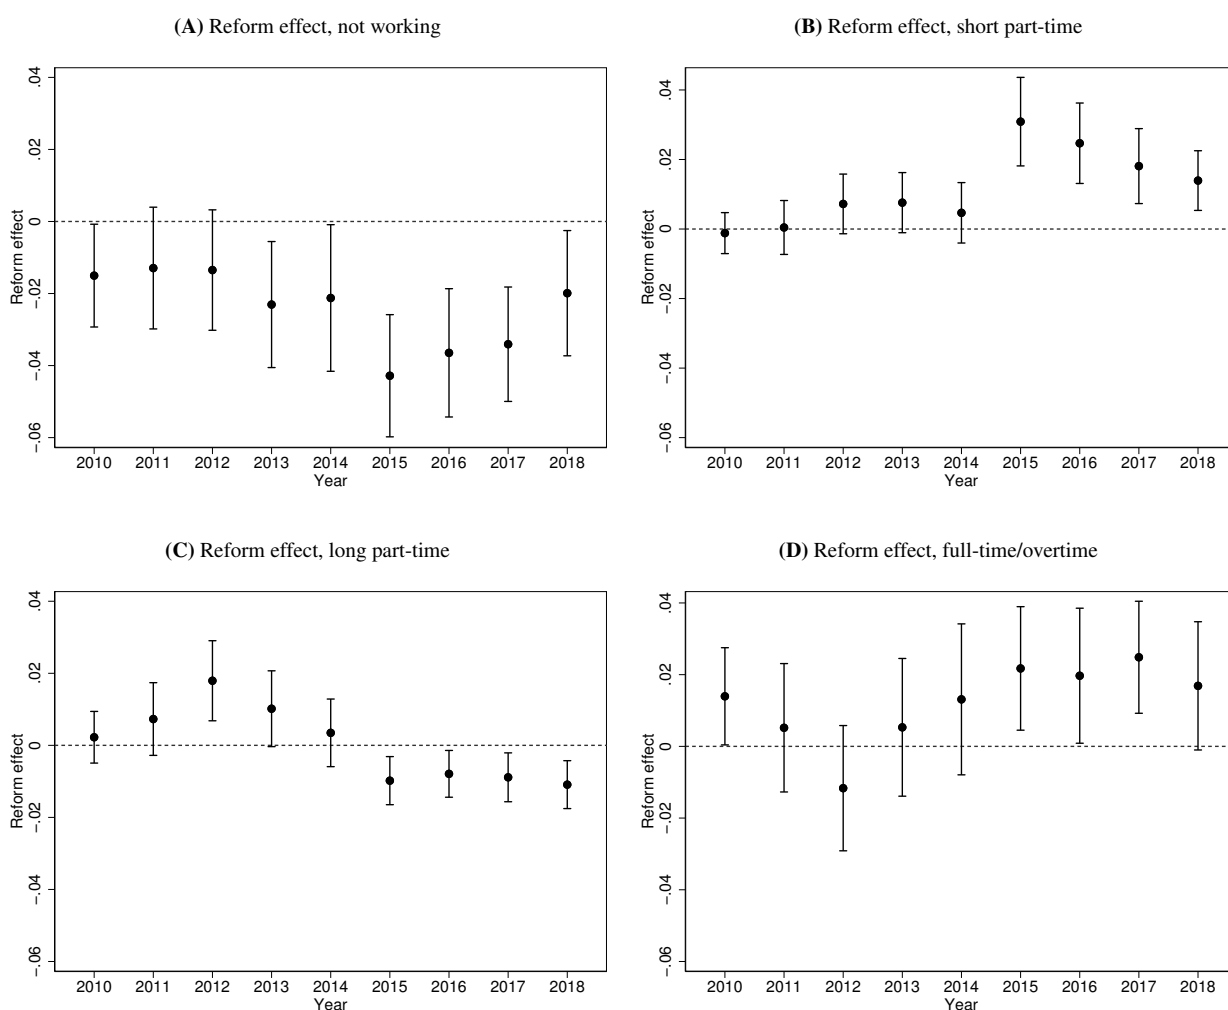 (A) Reform effect, not working
Reform effect
.04
.02
0
−.02
−.04
−.06
2010 2011 2012 2013 2014 2015 2016 2017 2018
Year
(B) Reform effect, short part-time
Reform effect
.04
.02
0
−.02
−.04
−.06
2010 2011 2012 2013 2014 2015 2016 2017 2018
Year
(C) Reform effect, long part-time
Reform effect
.04
.02
0
−.02
−.04
−.06
2010 2011 2012 2013 2014 2015 2016 2017 2018
Year
(D) Reform effect, full-time/overtime
Reform effect
.04
.02
0
−.02
−.04
−.06
2010 2011 2012 2013 2014 2015 2016 2017 2018
Year